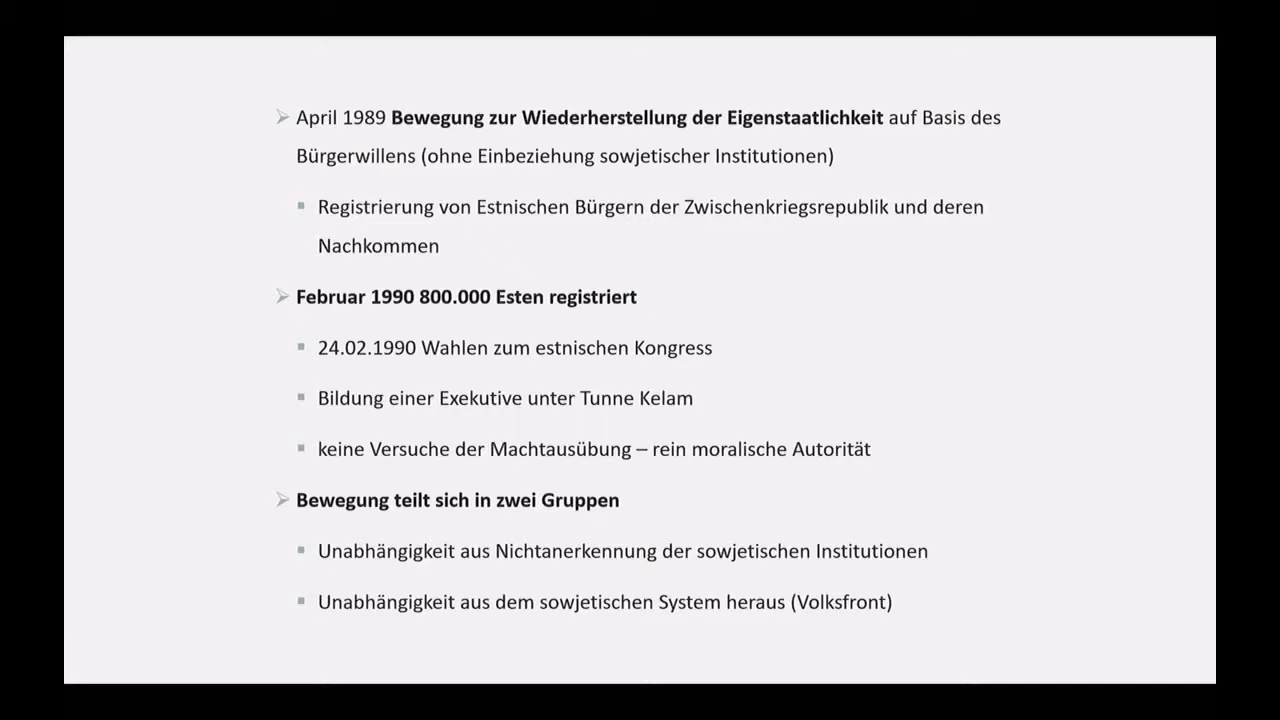 April 1989 Bewegung zur Wiederherstellung der Eigenstaatlichkeit auf Basis des
Bürgerwillens (ohne Einbeziehung sowjetischer Institutionen)
Registrierung von Estnischen Bürgern der Zwischenkriegsrepublik und deren
Nachkommen
Februar 1990 800.000 Esten registriert
24.02.1990 Wahlen zum estnischen Kongress
Bildung einer Exekutive unter Tunne Kelam
keine Versuche der Machtausübung – rein moralische Autorität
Bewegung teilt sich in zwei Gruppen
Unabhängigkeit aus Nichtanerkennung der sowjetischen Institutionen
Unabhängigkeit aus dem sowjetischen System heraus (Volksfront)